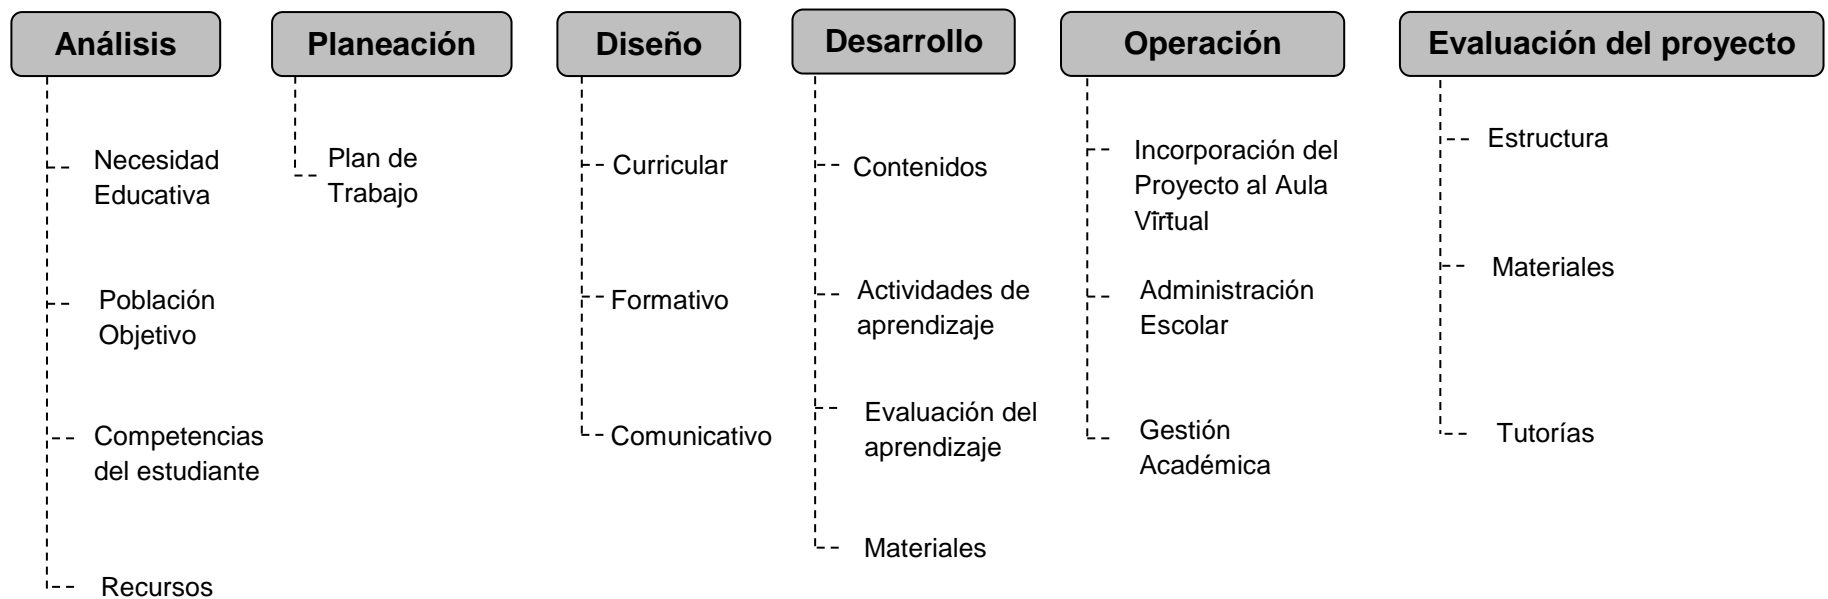 Análisis
Necesidad
Educativa
Población
Objetivo
Competencias
del estudiante
Recursos
Planeación
Plan de
Trabajo
Diseño
Curricular
Formativo
Comunicativo
Desarrollo
Contenidos
Actividades de
aprendizaje
Evaluación del
aprendizaje
Materiales
Operación
Incorporación del
Proyecto al Aula
Virtual
Administración
Escolar
Gestión
Académica
Evaluación del proyecto
Estructura
Materiales
Tutorías